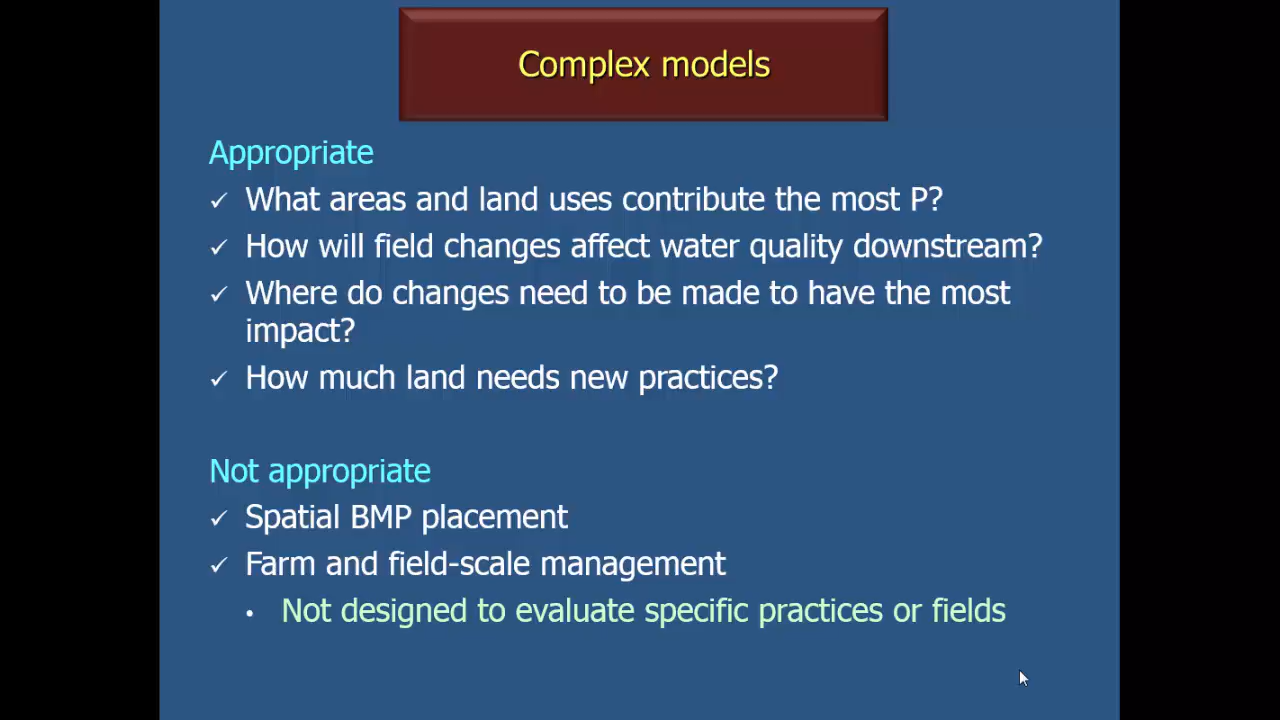 Complex models
Appropriate
✓ What areas and land uses contribute the most P?
✓ How will field changes affect water quality downstream?
✓ Where do changes need to be made to have the most
impact?
✓ How much land needs new practices?
Not appropriate
✓ Spatial BMP placement
✓ Farm and field-scale management
• Not designed to evaluate specific practices or fields